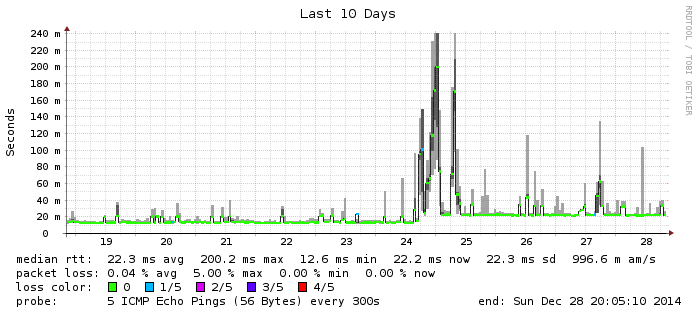 Last 10 Days
RRDTOOL / TOBI OETIKER
Seconds
240 m
220 m
200 m
180 m
160 m
140 m
120 m
100 m
80 m
60 m
40 m
20 m
0
19 20 21 22 23 24 25 26 27 28
median rtt: 22.3 ms avg 200.2 ms max 12.6 ms min 22.2 ms now 22.3 ms sd 996.6 m am/s
packet loss: 0.04 % avg 5.00 % max 0.00 % min 0.00 % now
loss color: 0 1/5 2/5 3/5 4/5
probe: 5 ICMP Echo Pings (56 Bytes) every 300s end: Sun Dec 28 20:05:10 2014